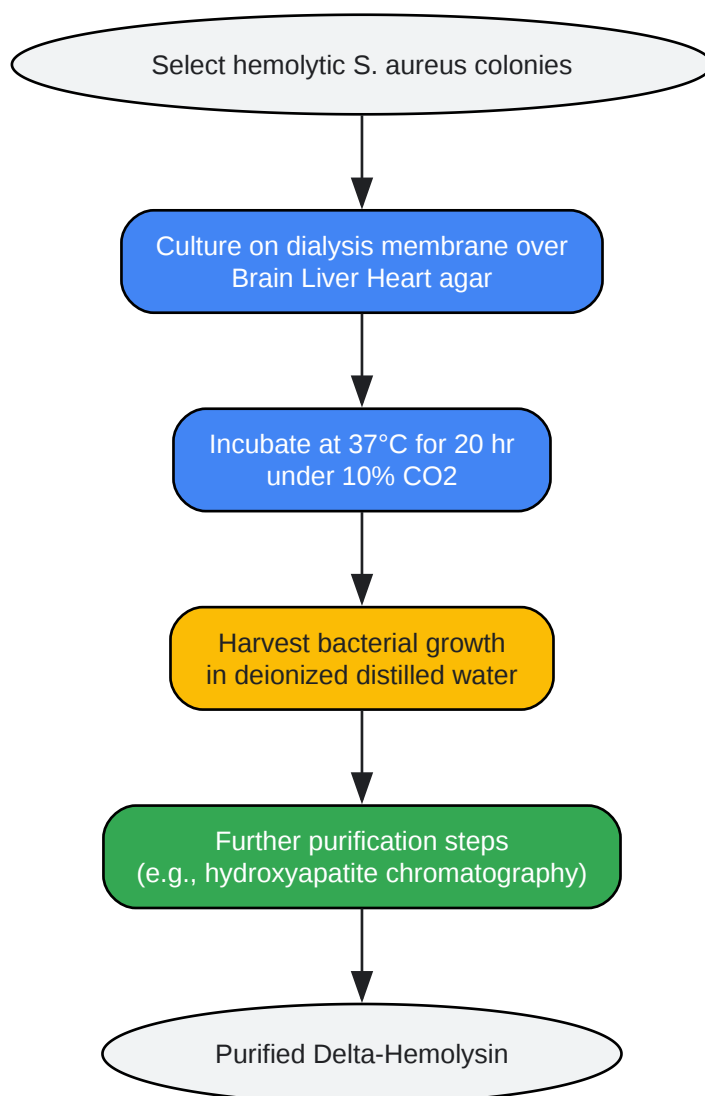 Select hemolytic S. aureus colonies
Culture on dialysis membrane over
Brain Liver Heart agar
Incubate at 37°C for 20 hr
under 10% CO2
Harvest bacterial growth
in deionized distilled water
Further purification steps
(e.g., hydroxyapatite chromatography)
Purified Delta-Hemolysin